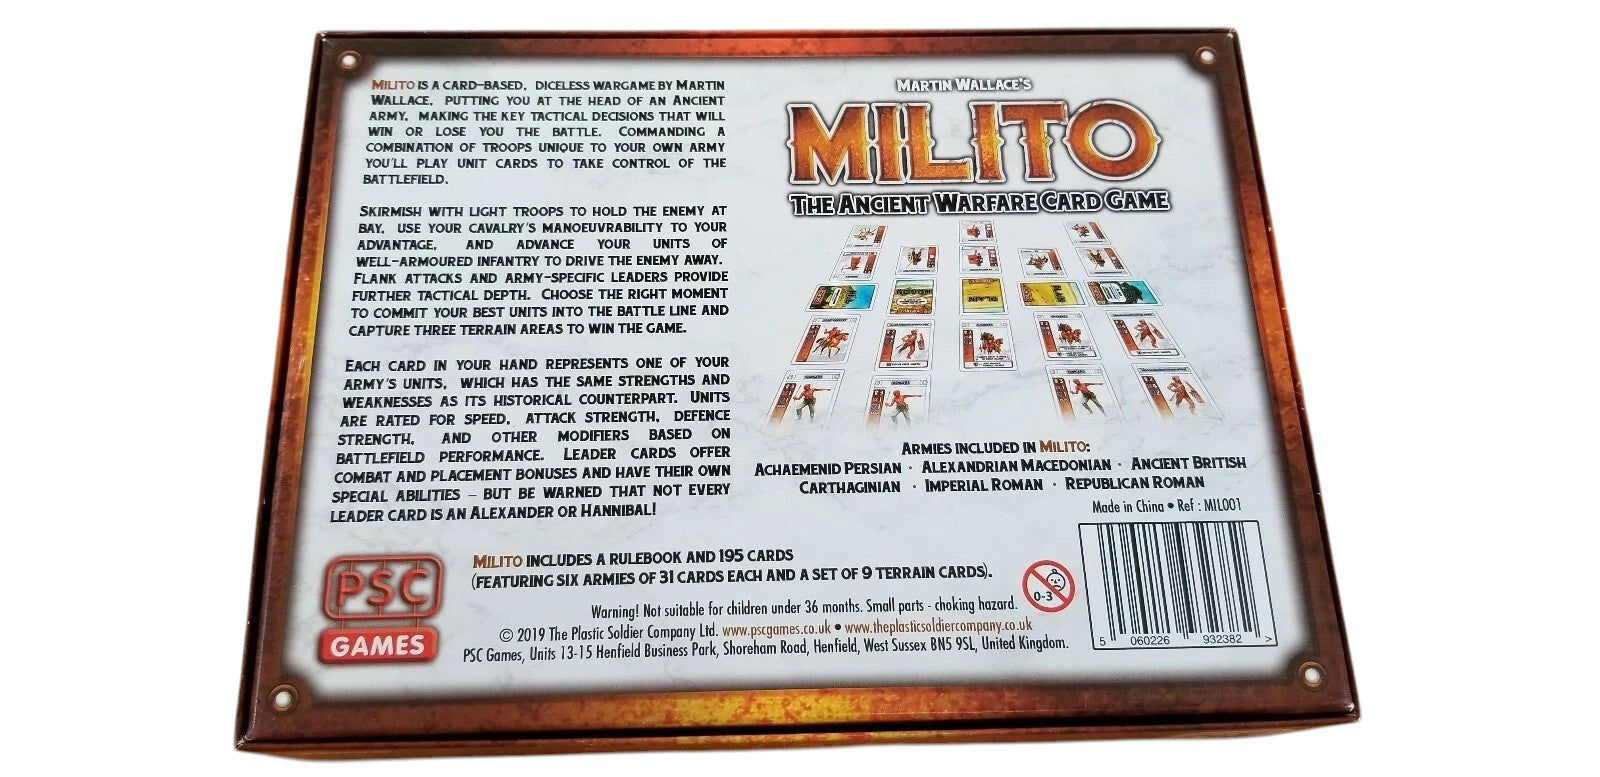 MILITO IS A CARD-BASED, DICELESS WARGAME BY MARTIN
WALLACE, PUTTING YOU AT THE HEAD OF AN ANCIENT
ARMY, MAKING THE KEY TACTICAL DECISIONS THAT WILL
WIN OR LOSE YOU THE BATTLE. COMMANDING A
COMBINATION OF TROOPS UNIQUE TO YOUR OWN ARMY
YOU'LL PLAY UNIT CARDS TO TAKE CONTROL OF THE
BATTLEFIELD.
SKIRMISH WITH LIGHT TROOPS TO HOLD THE ENEMY AT
BAY, USE YOUR CAVALRY'S MANOEUVRABILITY TO YOUR
ADVANTAGE, AND ADVANCE YOUR UNITS OF
WELL-ARMOURED INFANTRY TO DRIVE THE ENEMY AWAY.
FLANK ATTACKS AND ARMY-SPECIFIC LEADERS PROVIDE
FURTHER TACTICAL DEPTH. CHOOSE THE RIGHT MOMENT
TO COMMIT YOUR BEST UNITS INTO THE BATTLE LINE AND
CAPTURE THREE TERRAIN AREAS TO WIN THE GAME.
EACH CARD IN YOUR HAND REPRESENTS ONE OF YOUR
ARMY'S UNITS, WHICH HAS THE SAME STRENGTHS AND
WEAKNESSES AS ITS HISTORICAL COUNTERPART. UNITS
ARE RATED FOR SPEED, ATTACK STRENGTH, DEFENCE
STRENGTH, AND OTHER MODIFIERS BASED ON
BATTLEFIELD PERFORMANCE. LEADER CARDS OFFER
COMBAT AND PLACEMENT BONUSES AND HAVE THEIR OWN
SPECIAL ABILITIES – BUT BE WARNED THAT NOT EVERY
LEADER CARD IS AN ALEXANDER OR HANNIBAL!
MARTIN WALLACE'S
MILITO
THE ANCIENT WARFARE CARD GAME
ARMIES INCLUDED IN MILITO:
ACHAEMENID PERSIAN · ALEXANDRIAN MACEDONIAN · ANCIENT BRITISH
CARTHAGINIAN · IMPERIAL ROMAN · REPUBLICAN ROMAN
Made in China • Ref : MIL001
PSC
GAMES
MILITO INCLUDES A RULEBOOK AND 195 CARDS
(FEATURING SIX ARMIES OF 31 CARDS EACH AND A SET OF 9 TERRAIN CARDS).
Warning! Not suitable for children under 36 months. Small parts - choking hazard.
0-3
© 2019 The Plastic Soldier Company Ltd. www.pscgames.co.uk • www.theplasticsoldiercompany.co.uk
PSC Games, Units 13-15 Henfield Business Park, Shoreham Road, Henfield, West Sussex BN5 9SL, United Kingdom.
5 060226 932382 >